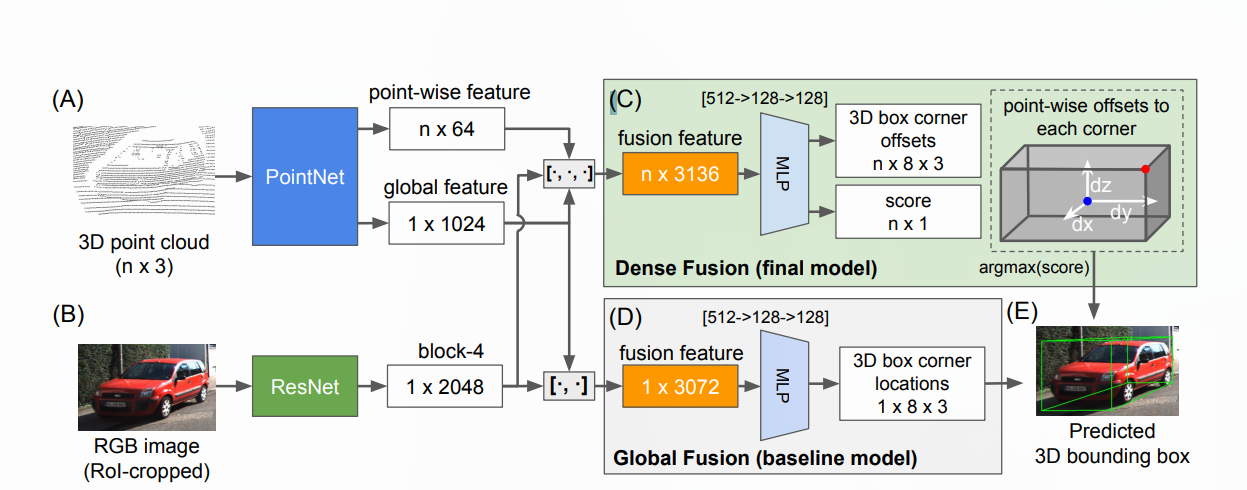 (A)
3D point cloud
(n x 3)
PointNet
point-wise feature
n x 64
global feature
1 x 1024
[·, ·, ·]
(B)
RGB image
(RoI-cropped)
ResNet
block-4
1 x 2048
[·, ·]
(C)
[512->128->128]
fusion feature
n x 3136
MLP
3D box corner
offsets
n x 8 x 3
score
n x 1
point-wise offsets to
each corner
dz
dy
dx
Dense Fusion (final model)
argmax(score)
(D)
[512->128->128]
fusion feature
1 x 3072
MLP
3D box corner
locations
1 x 8 x 3
Global Fusion (baseline model)
(E)
Predicted
3D bounding box